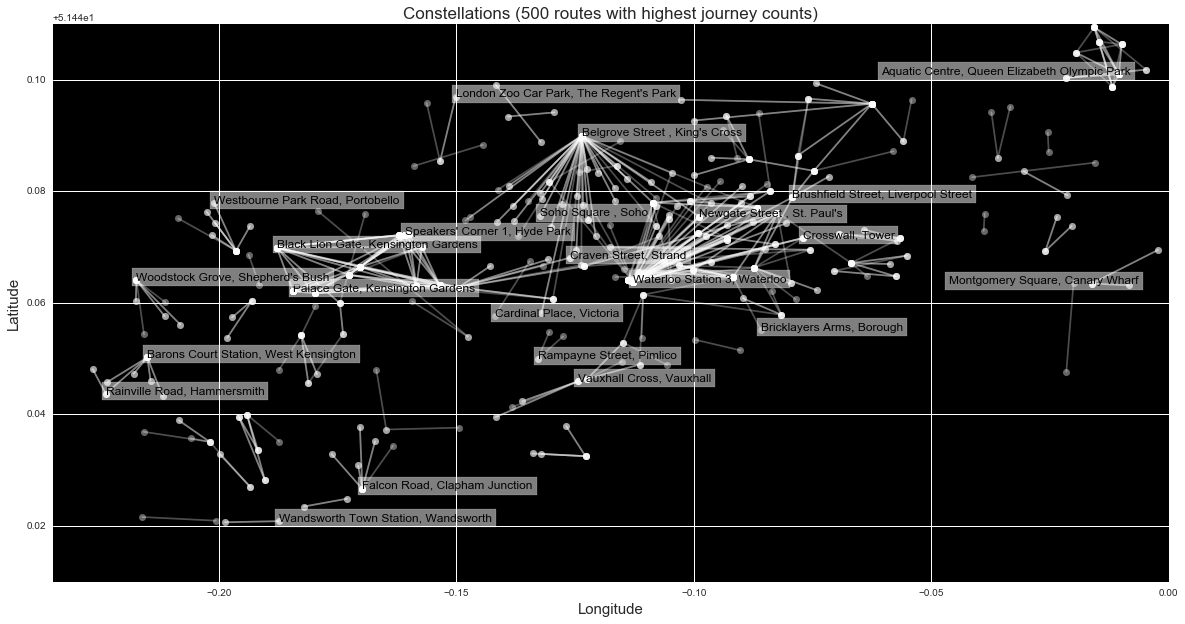 Constellations (500 routes with highest journey counts)
+5.144e1
Aquatic Centre, Queen Elizabeth Olympic Park
0.10
London Zoo Car Park, The Regent's Park
Belgrove Street , King's Cross
0.08
Westbourne Park Road, Portobello
Brushfield Street, Liverpool Street
Soho Square , Soho
Newgate Street , St. Paul's
Speakers' Corner 1, Hyde Park
Crosswall, Tower
Black Lion Gate, Kensington Gardens
Craven Street, Strand
Woodstock Grove, Shepherd's Bush
Waterloo Station 3, Waterloo
Montgomery Square, Canary Wharf
Palace Gate, Kensington Gardens
0.06
Cardinal Place, Victoria
Bricklayers Arms, Borough
Barons Court Station, West Kensington
Rampayne Street, Pimlico
Vauxhall Cross, Vauxhall
Rainville Road, Hammersmith
0.04
Falcon Road, Clapham Junction
Wandsworth Town Station, Wandsworth
0.02
−0.20
−0.15
−0.10
−0.05
0.00
Latitude
Longitude